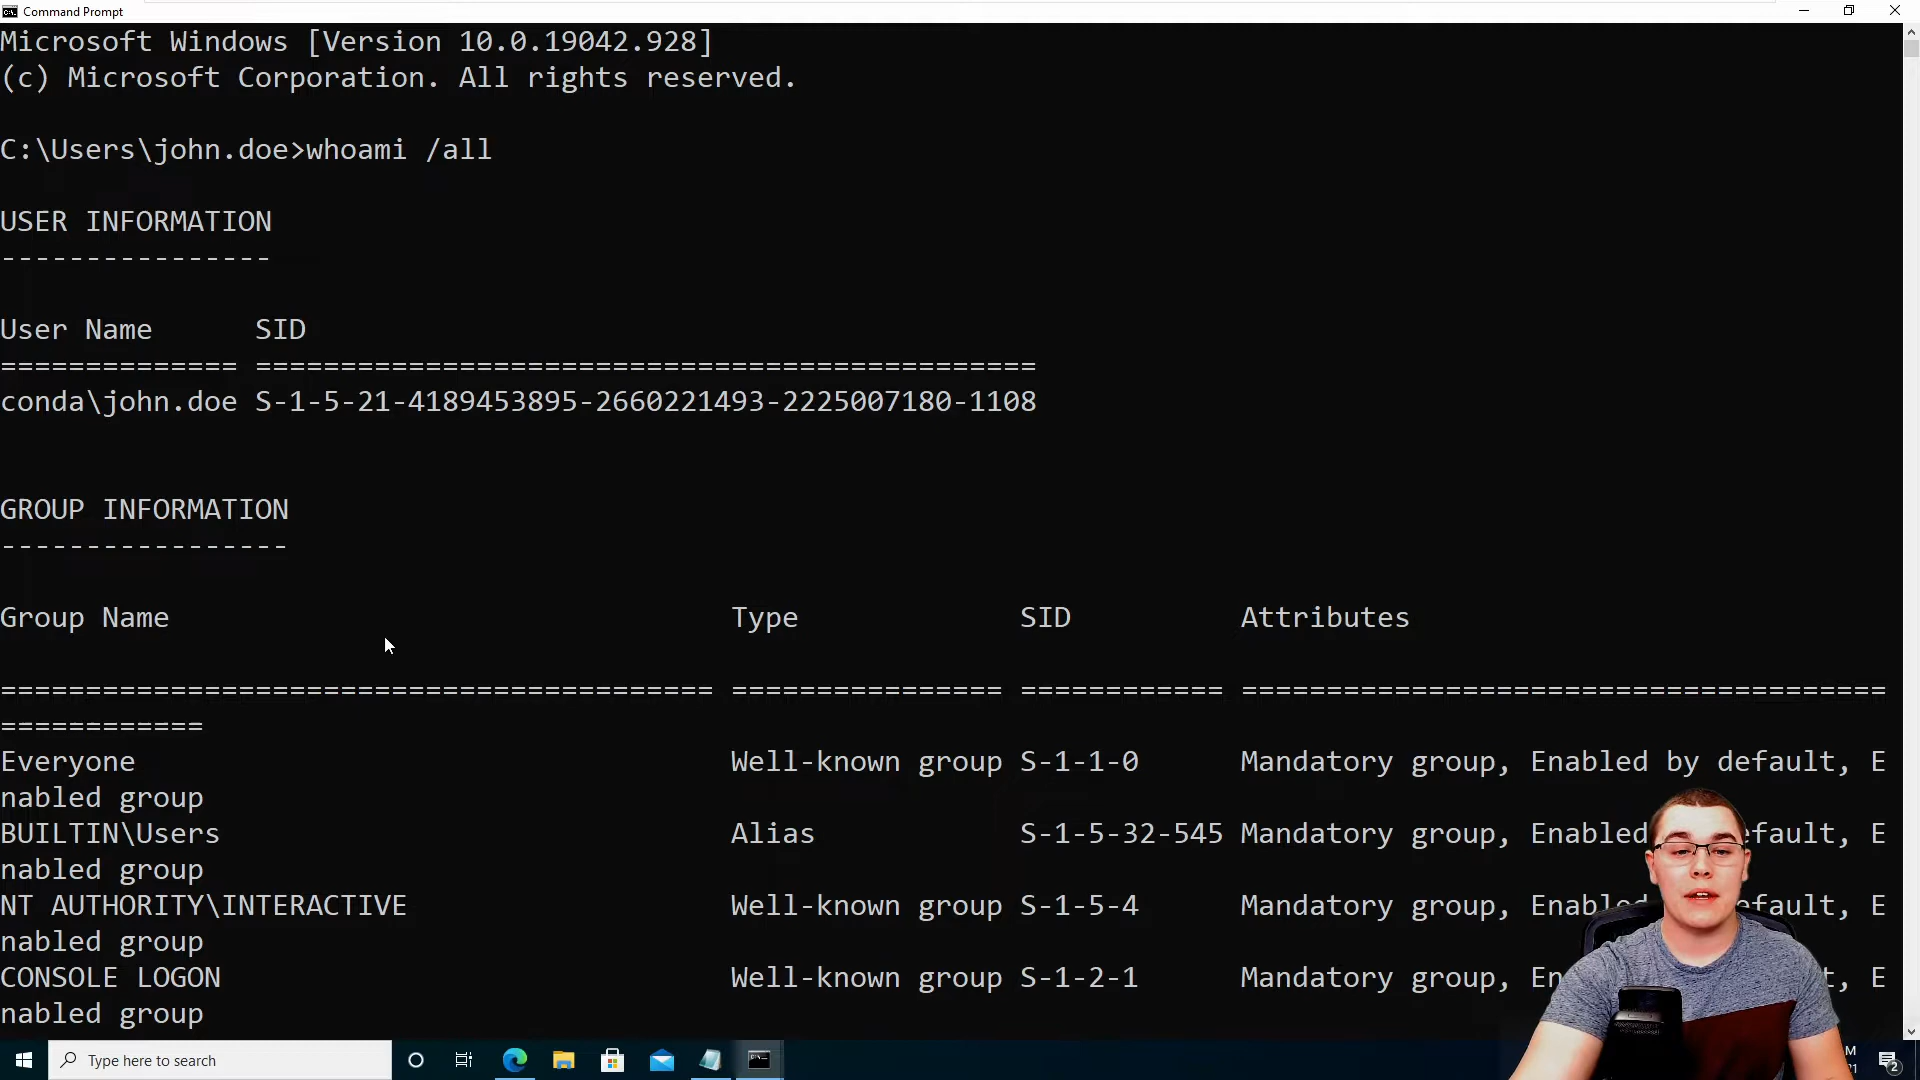 Command Prompt
Microsoft Windows [Version 10.0.19042.928]
(c) Microsoft Corporation. All rights reserved.
C:\Users\john.doe>whoami /all
USER INFORMATION
----------------
User Name      SID
============== ==============================================
conda\john.doe S-1-5-21-4189453895-2660221493-2225007180-1108
GROUP INFORMATION
-----------------
Group Name                                 Type             SID          Attributes
========================================== ================ ============ ======================================
============
Everyone                                   Well-known group S-1-1-0      Mandatory group, Enabled by default, E
nabled group
BUILTIN\Users                              Alias            S-1-5-32-545 Mandatory group, Enabled default, E
nabled group
NT AUTHORITY\INTERACTIVE                   Well-known group S-1-5-4      Mandatory group, default, E
nabled group
CONSOLE LOGON                              Well-known group S-1-2-1      Mandatory group, E
nabled group
Type here to search
2